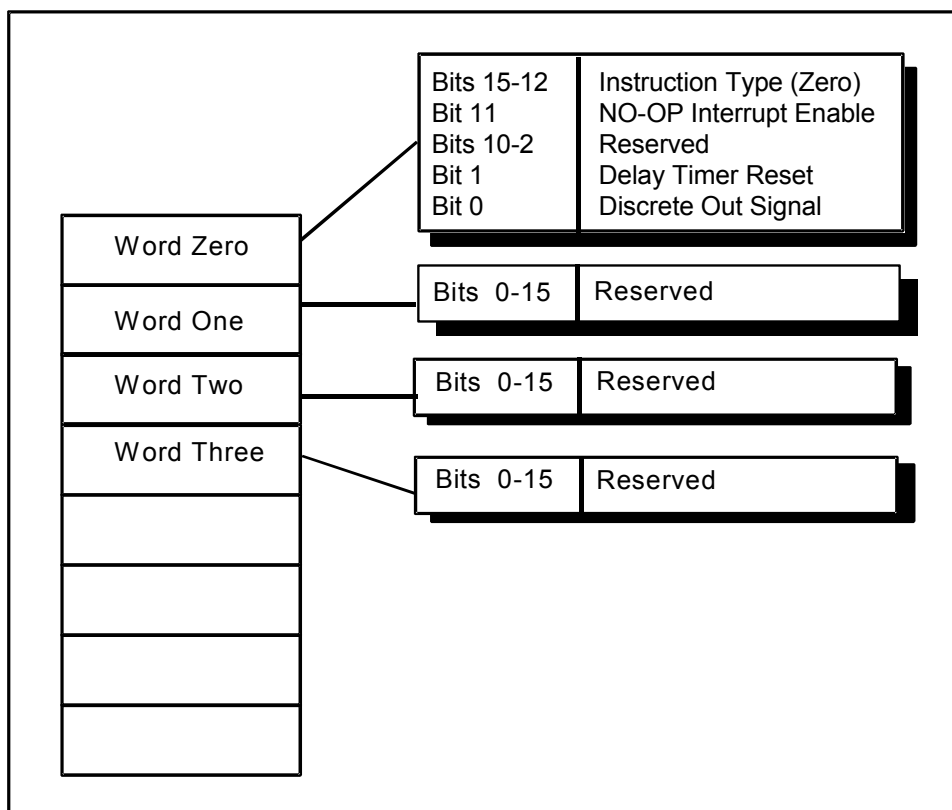 Bits 15-12 Instruction Type (Zero)
Bit 11 NO-OP Interrupt Enable
Bits 10-2 Reserved
Bit 1 Delay Timer Reset
Bit 0 Discrete Out Signal
Word Zero
Bits 0-15 Reserved
Word One
Bits 0-15 Reserved
Word Two
Word Three
Bits 0-15 Reserved